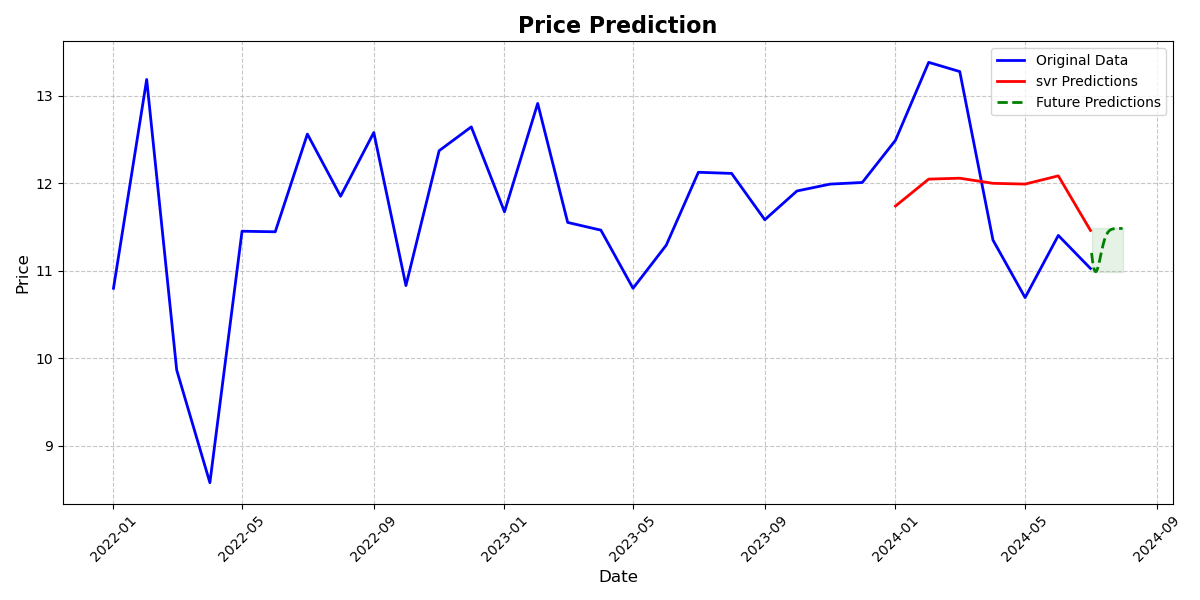 Price Prediction
Original Data
svr Predictions
Future Predictions
Price
13
12
11
10
9
2022-01
2022-05
2022-09
2023-01
2023-05
2023-09
2024-01
2024-05
2024-09
Date